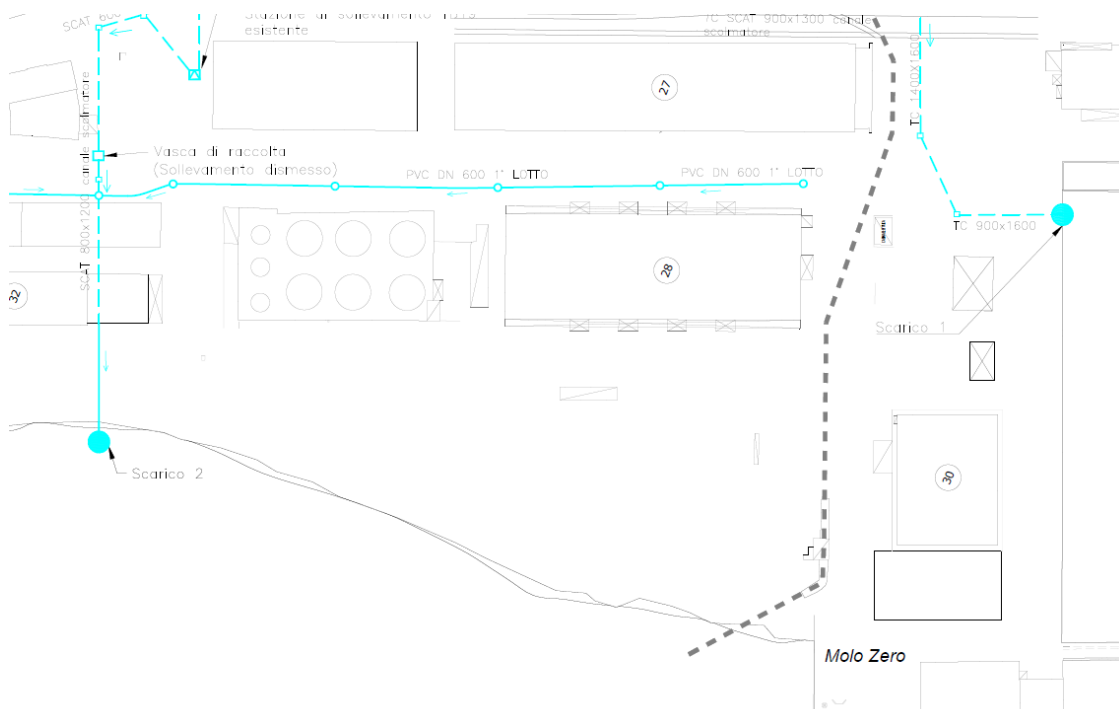 SCAT 600
Stazione di sollevamento
esistente
TC SCAT 900x1300 canale
scolmatore
27
TC 1400X1600
SCAT 800x1200 canale scolmatore
Vasca di raccolta
(Sollevamento dismesso)
PVC DN 600 1° LOTTO
PVC DN 600 1° LOTTO
TC 900x1600
28
32
Scarico 1
Scarico 2
30
Molo Zero